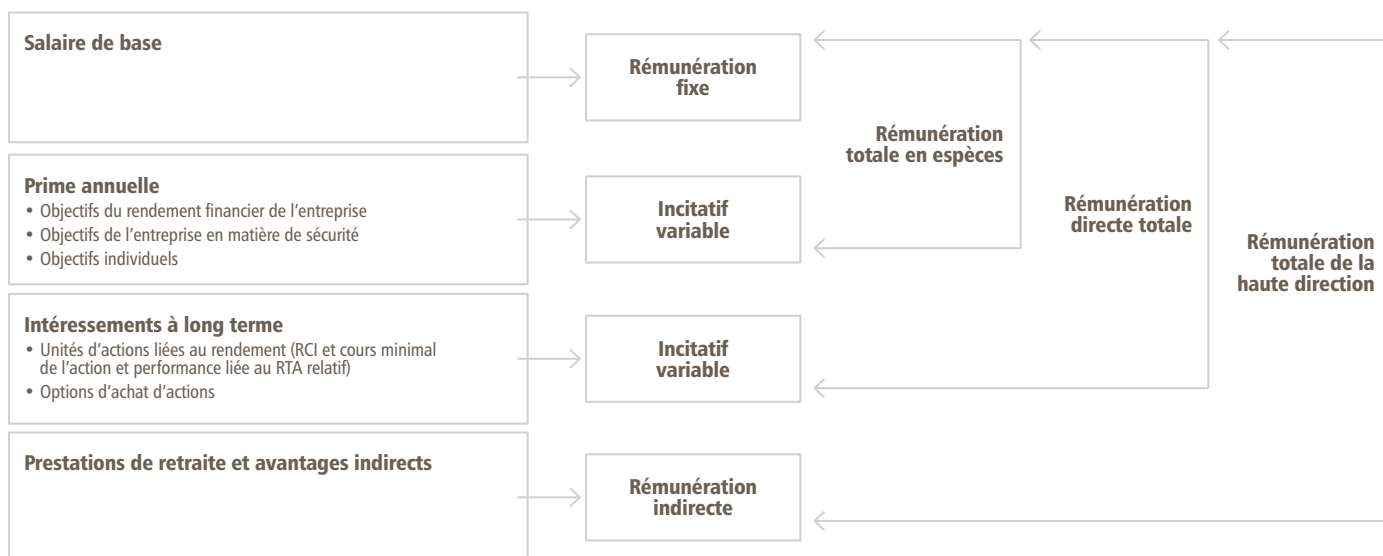 Salaire de base
Rémunération
fixe
Rémunération
totale en espèces
Prime annuelle
• Objectifs du rendement financier de l'entreprise
• Objectifs de l'entreprise en matière de sécurité
• Objectifs individuels
Incitatif
variable
Rémunération
directe totale
Rémunération
totale de la
haute direction
Intéressements à long terme
• Unités d'actions liées au rendement (RCI et cours minimal
de l'action et performance liée au RTA relatif)
• Options d'achat d'actions
Incitatif
variable
Prestations de retraite et avantages indirects
Rémunération
indirecte